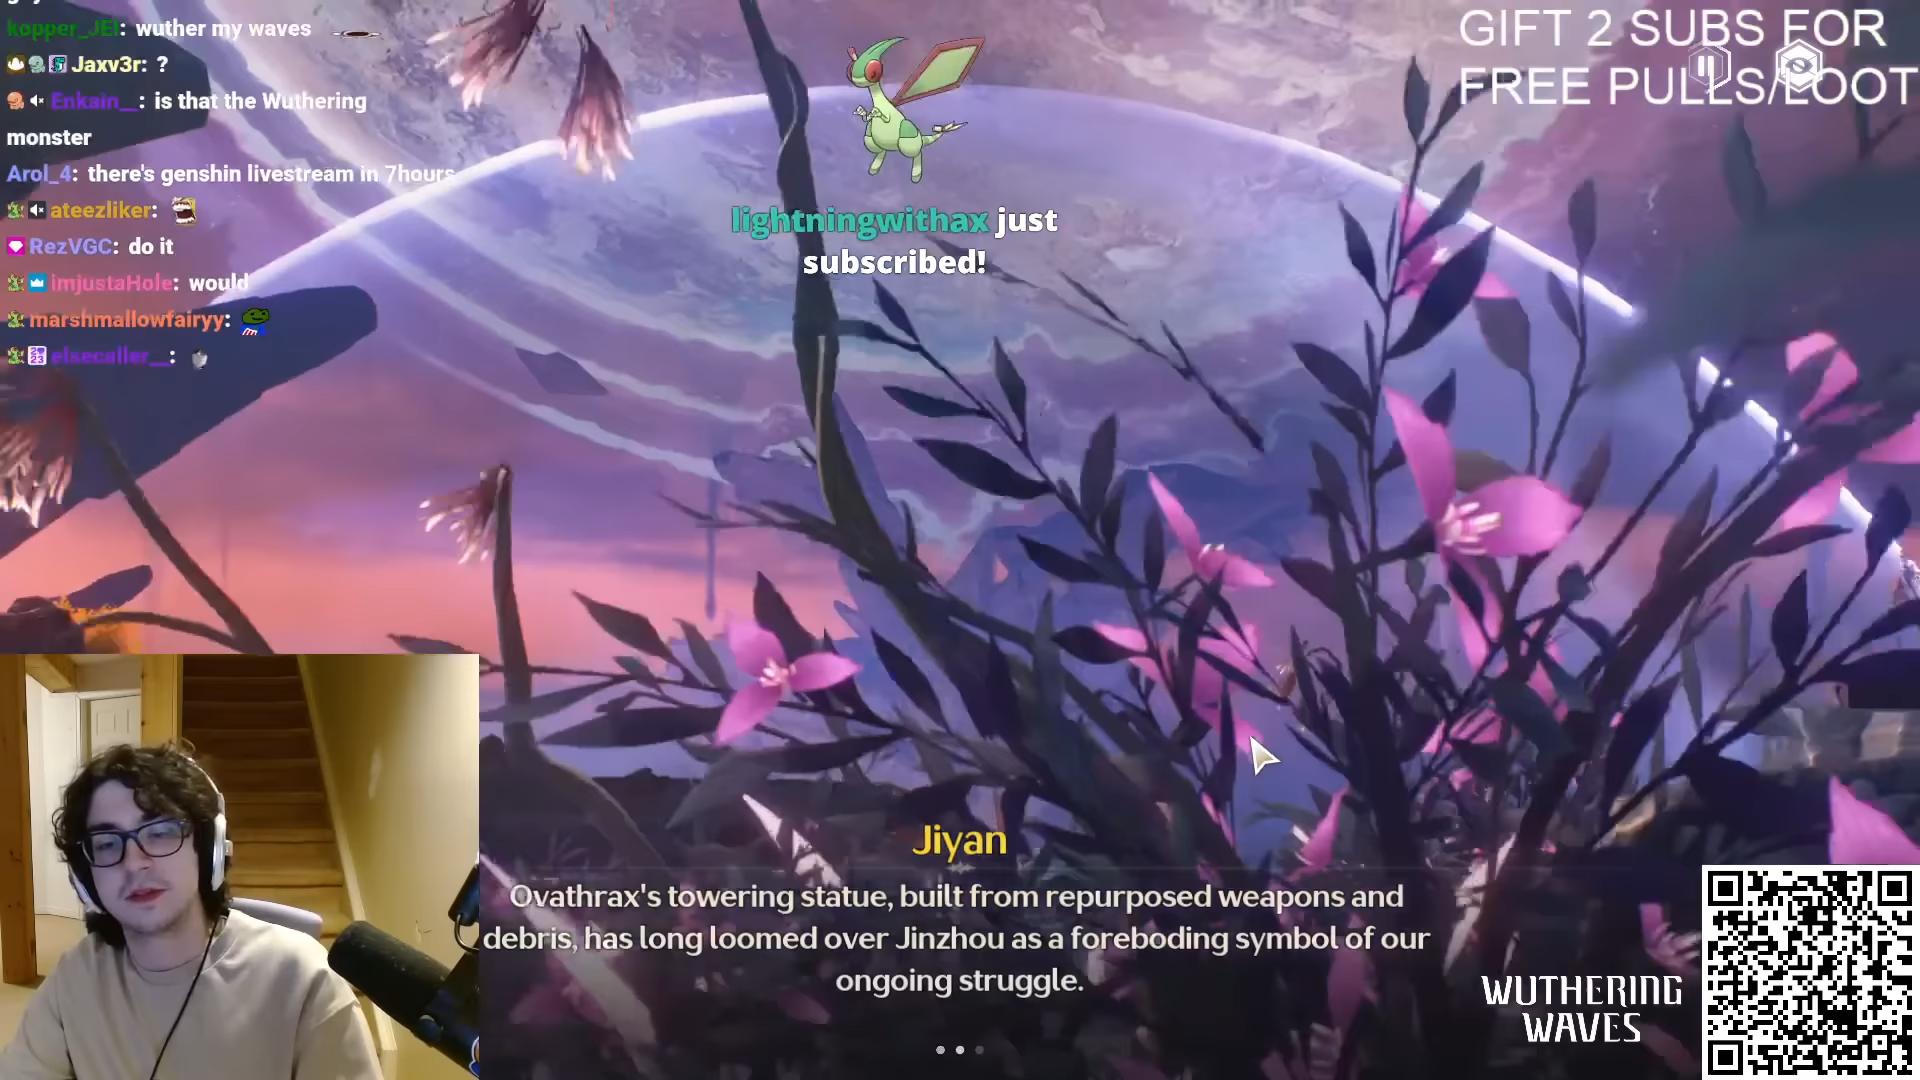 kopper_JEI: wuther my waves
Jaxv3r: ?
Enkain__: is that the Wuthering
monster
Arol_4: there's genshin livestream in 7hours
ateezliker:
RezVGC: do it
imjustaHole: would
marshmallowfairyy:
elsecaller__:
lightningwithax just
subscribed!
GIFT 2 SUBS FOR
FREE PULLS/LOOT
Jiyan
Ovathrax's towering statue, built from repurposed weapons and
debris, has long loomed over Jinzhou as a foreboding symbol of our
ongoing struggle.
WUTHERING
WAVES